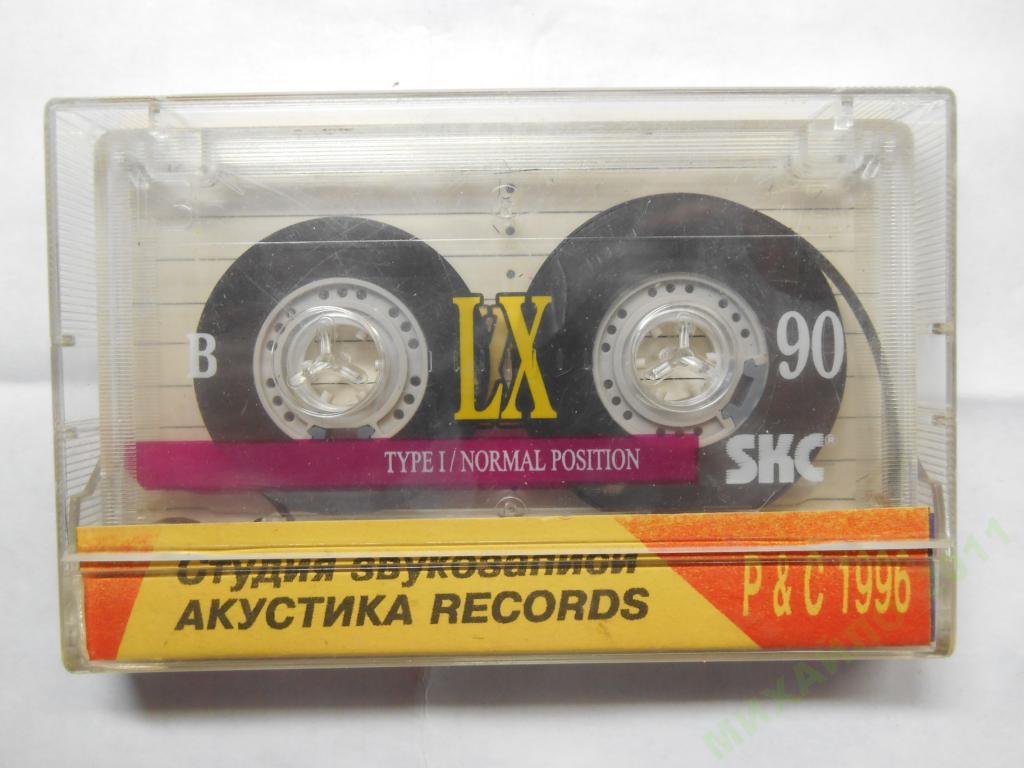 B
LX
90
TYPE I / NORMAL POSITION
SKC®
Студия звукозаписи
АКУСТИКА RECORDS
P & C 1996